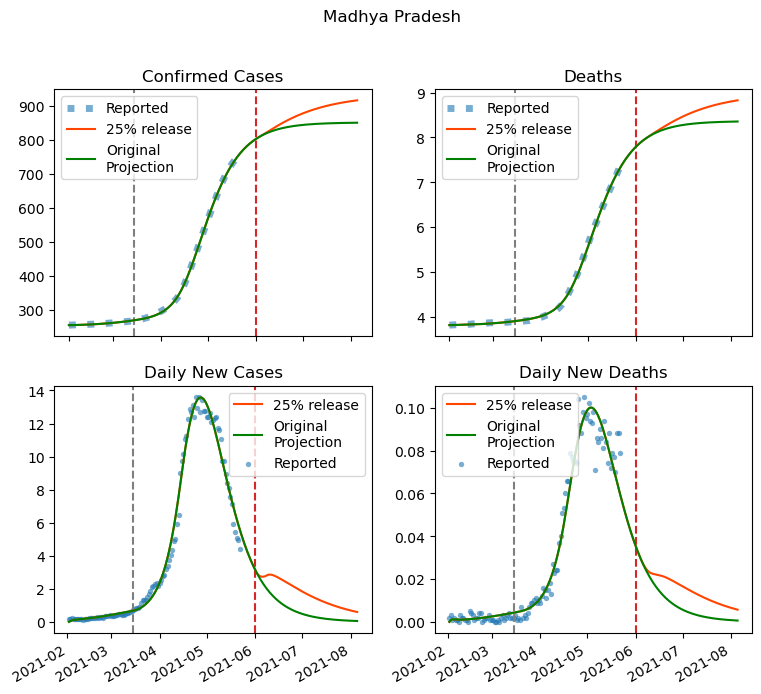 Madhya Pradesh
Confirmed Cases
Reported
25% release
Original
Projection
900
800
700
600
500
400
300
Deaths
Reported
25% release
Original
Projection
9
8
7
6
5
4
Daily New Cases
25% release
Original
Projection
Reported
14
12
10
8
6
4
2
0
2021-02
2021-03
2021-04
2021-05
2021-06
2021-07
2021-08
Daily New Deaths
25% release
Original
Projection
Reported
0.10
0.08
0.06
0.04
0.02
0.00
2021-02
2021-03
2021-04
2021-05
2021-06
2021-07
2021-08